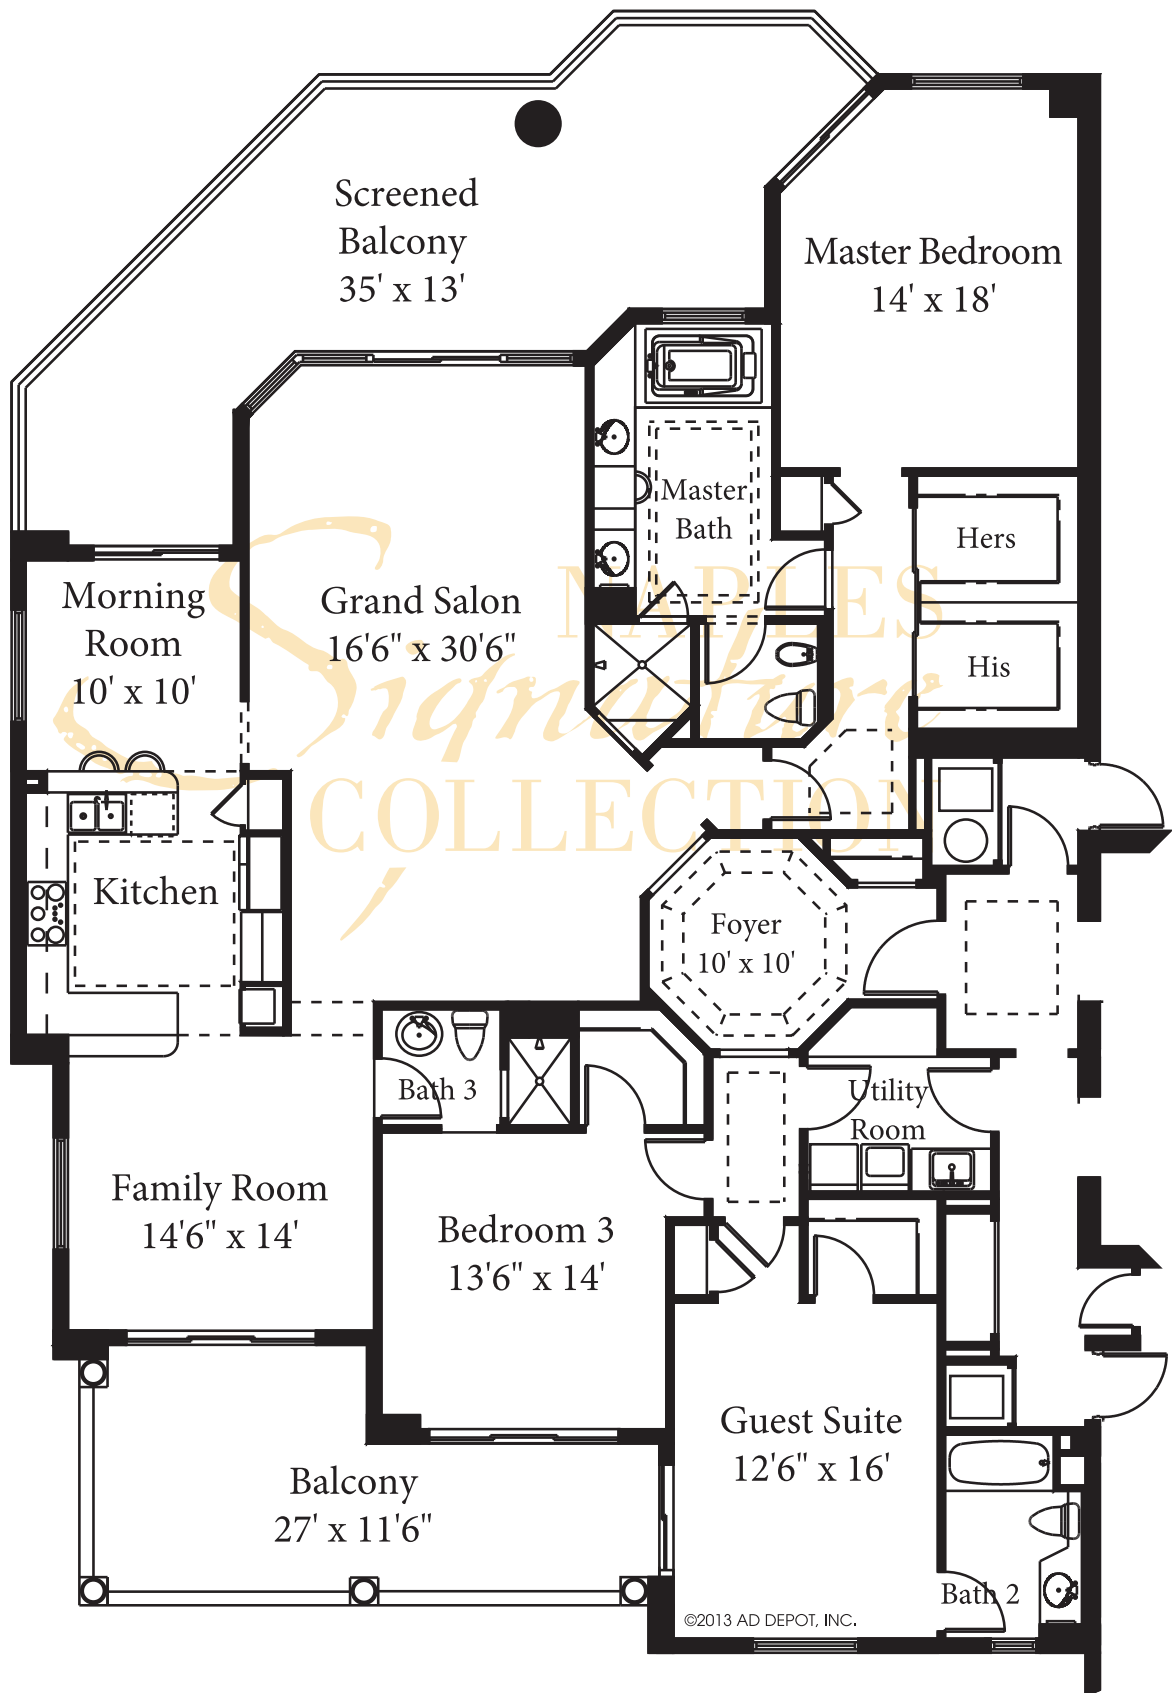 Screened
Balcony
35' x 13'
Master Bedroom
14' x 18'
Master
Bath
Hers
His
Morning
Room
10' x 10'
Grand Salon
16'6" x 30'6"
NAPLES
Signature
COLLECTION
Kitchen
Foyer
10' x 10'
Bath 3
Utility
Room
Family Room
14'6" x 14'
Bedroom 3
13'6" x 14'
Guest Suite
12'6" x 16'
Balcony
27' x 11'6"
Bath 2
©2013 AD DEPOT, INC.